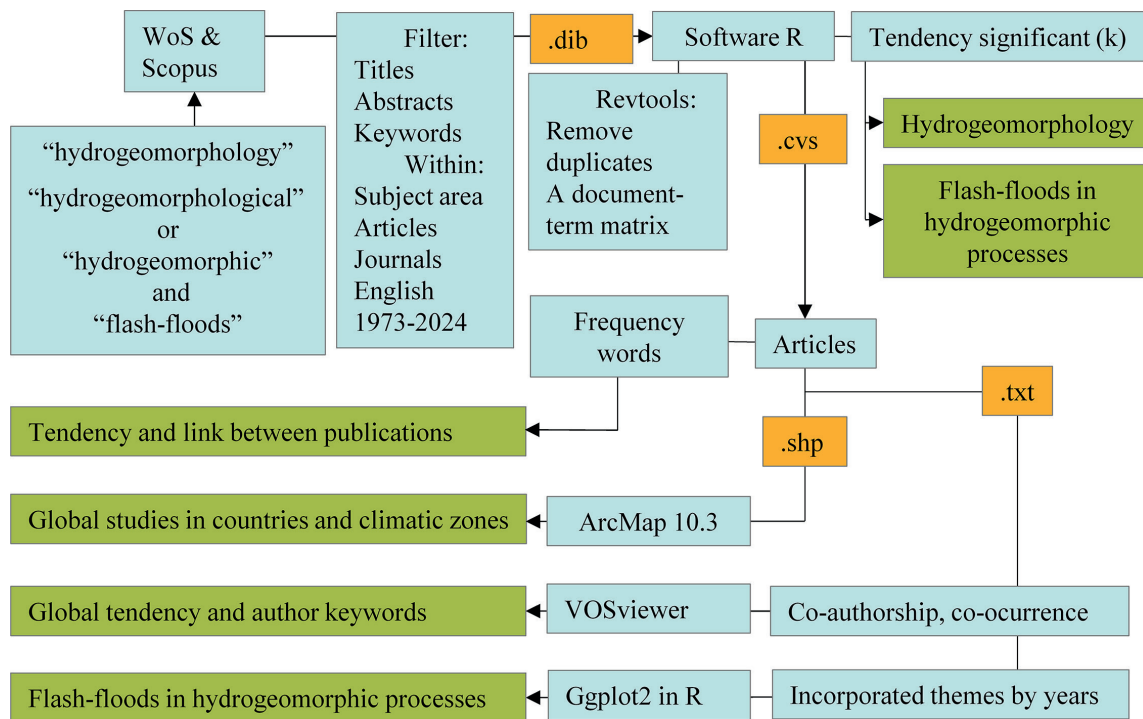 WoS &
Scopus
“hydrogeomorphology”
“hydrogeomorphological”
or
“hydrogeomorphic”
and
“flash-floods”
Filter:
Titles
Abstracts
Keywords
Within:
Subject area
Articles
Journals
English
1973-2024
.dib
Software R
Revtools:
Remove
duplicates
A document-
term matrix
.cvs
Tendency significant (k)
Hydrogeomorphology
Flash-floods in
hydrogeomorphic
processes
Frequency
words
Articles
.txt
.shp
Tendency and link between publications
Global studies in countries and climatic zones
ArcMap 10.3
Global tendency and author keywords
VOSviewer
Co-authorship, co-ocurrence
Flash-floods in hydrogeomorphic processes
Ggplot2 in R
Incorporated themes by years